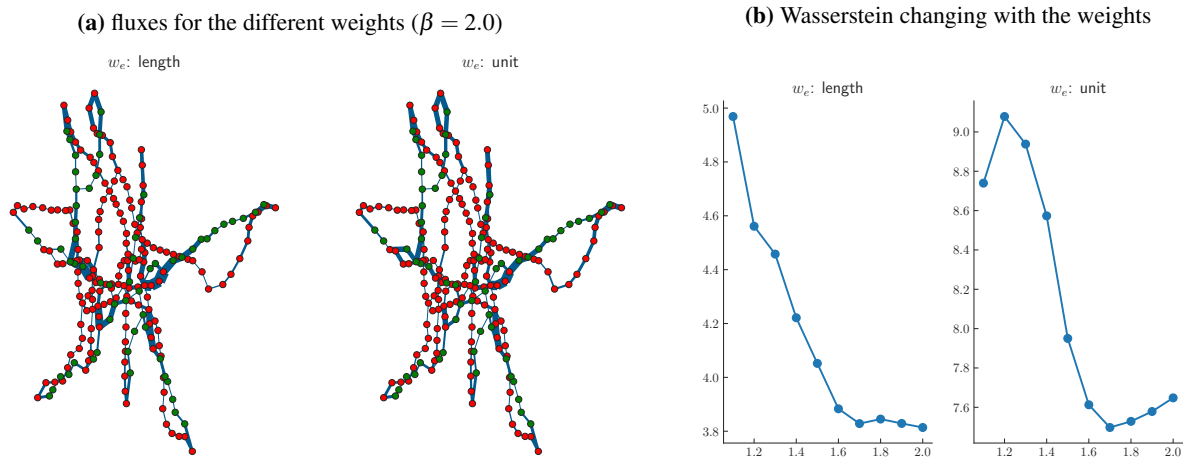 (a) fluxes for the different weights (β = 2.0)
(b) Wasserstein changing with the weights
w_e: length
w_e: unit
w_e: length
w_e: unit
5.0
4.8
4.6
4.4
4.2
4.0
3.8
1.2 1.4 1.6 1.8 2.0
9.0
8.8
8.6
8.4
8.2
8.0
7.8
7.6
1.2 1.4 1.6 1.8 2.0